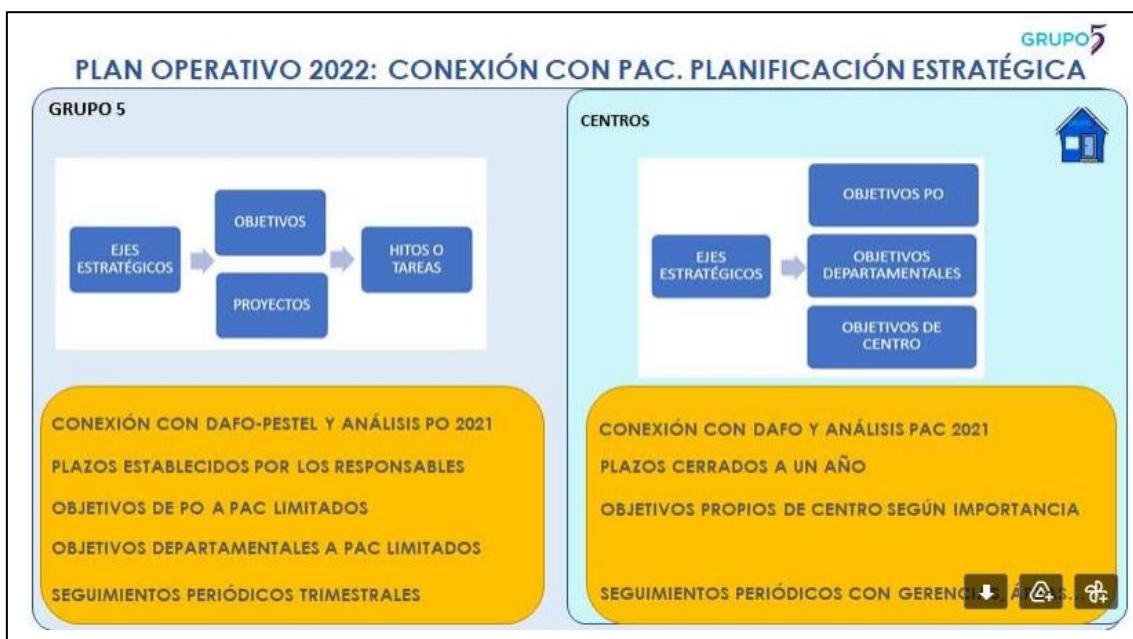 GRUPO5
PLAN OPERATIVO 2022: CONEXIÓN CON PAC. PLANIFICACIÓN ESTRATÉGICA
GRUPO 5
EJES
ESTRATÉGICOS
OBJETIVOS
PROYECTOS
HITOS O
TAREAS
CONEXIÓN CON DAFO-PESTEL Y ANÁLISIS PO 2021
PLAZOS ESTABLECIDOS POR LOS RESPONSABLES
OBJETIVOS DE PO A PAC LIMITADOS
OBJETIVOS DEPARTAMENTALES A PAC LIMITADOS
SEGUIMIENTOS PERIÓDICOS TRIMESTRALES
CENTROS
EJES
ESTRATÉGICOS
OBJETIVOS PO
OBJETIVOS
DEPARTAMENTALES
OBJETIVOS DE
CENTRO
CONEXIÓN CON DAFO Y ANÁLISIS PAC 2021
PLAZOS CERRADOS A UN AÑO
OBJETIVOS PROPIOS DE CENTRO SEGÚN IMPORTANCIA
SEGUIMIENTOS PERIÓDICOS CON